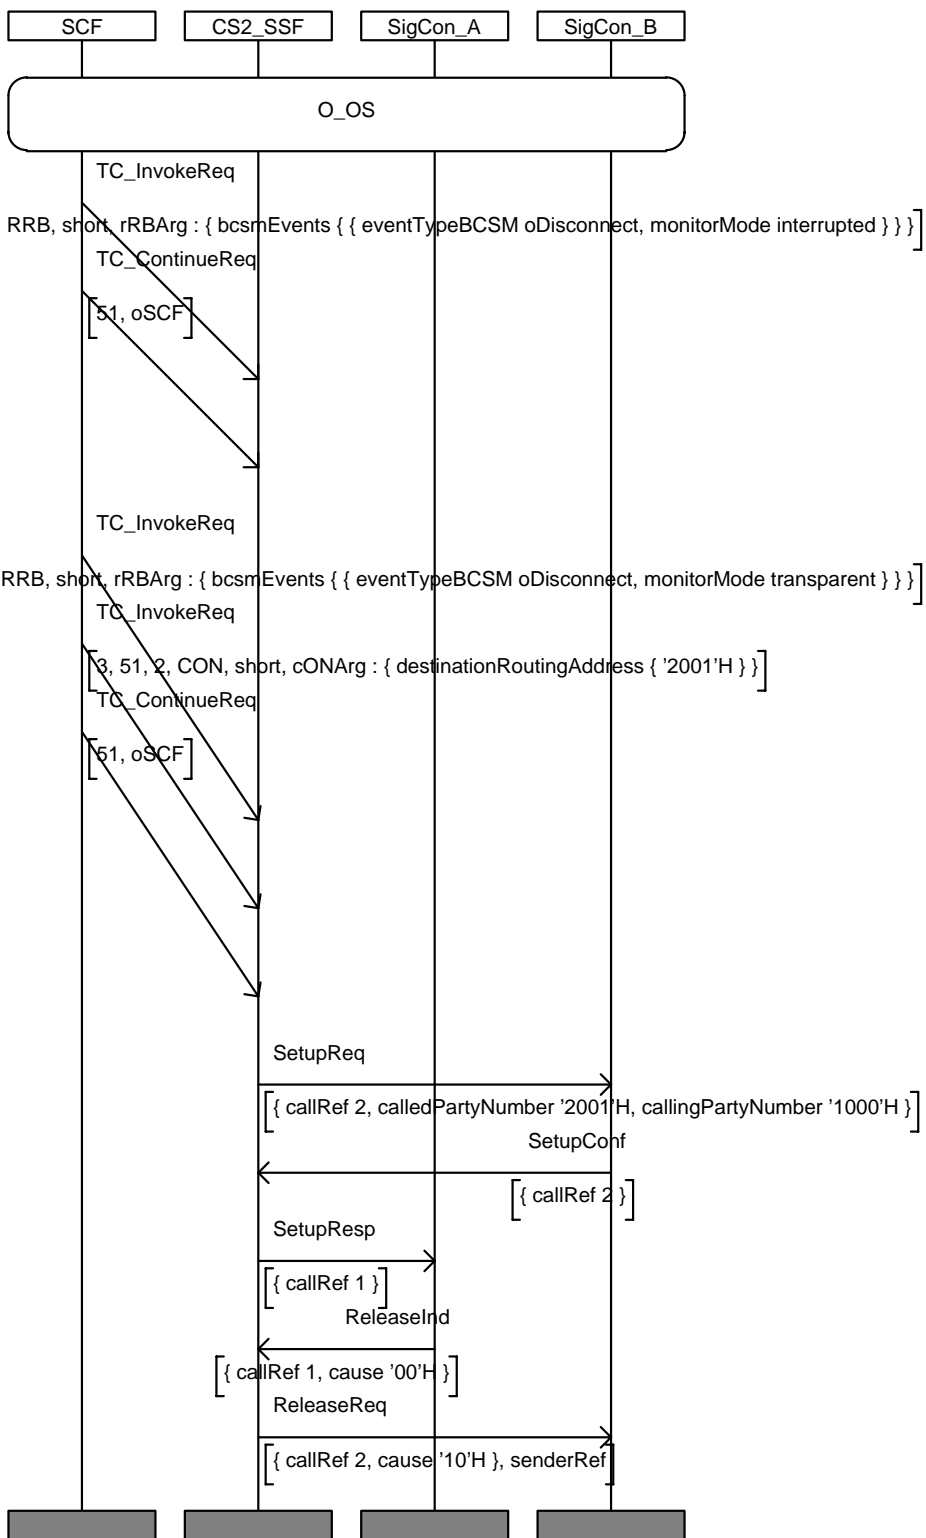 SCF CS2_SSF SigCon_A SigCon_B
O_OS
TC_InvokeReq
RRB, short, rRBArg : { bcsmEvents { { eventTypeBCSM oDisconnect, monitorMode interrupted } } }
TC_ContinueReq
51, oSCF
TC_InvokeReq
RRB, short, rRBArg : { bcsmEvents { { eventTypeBCSM oDisconnect, monitorMode transparent } } }
TC_InvokeReq
3, 51, 2, CON, short, cONArg : { destinationRoutingAddress { '2001'H } }
TC_ContinueReq
51, oSCF
SetupReq
{ callRef 2, calledPartyNumber '2001'H, callingPartyNumber '1000'H }
SetupConf
{ callRef 2 }
SetupResp
{ callRef 1 }
ReleaseInd
{ callRef 1, cause '00'H }
ReleaseReq
{ callRef 2, cause '10'H }, senderRef